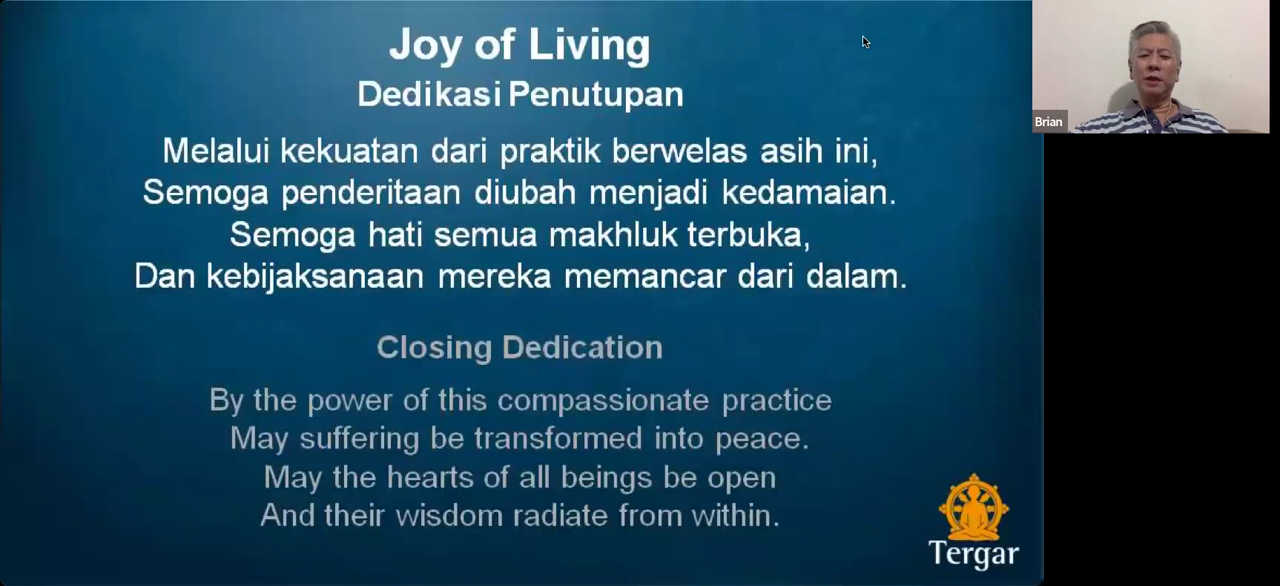 Joy of Living
Dedikasi Penutupan
Melalui kekuatan dari praktik berwelas asih ini,
Semoga penderitaan diubah menjadi kedamaian.
Semoga hati semua makhluk terbuka,
Dan kebijaksanaan mereka memancar dari dalam.
Closing Dedication
By the power of this compassionate practice
May suffering be transformed into peace.
May the hearts of all beings be open
And their wisdom radiate from within.
Tergar
Brian